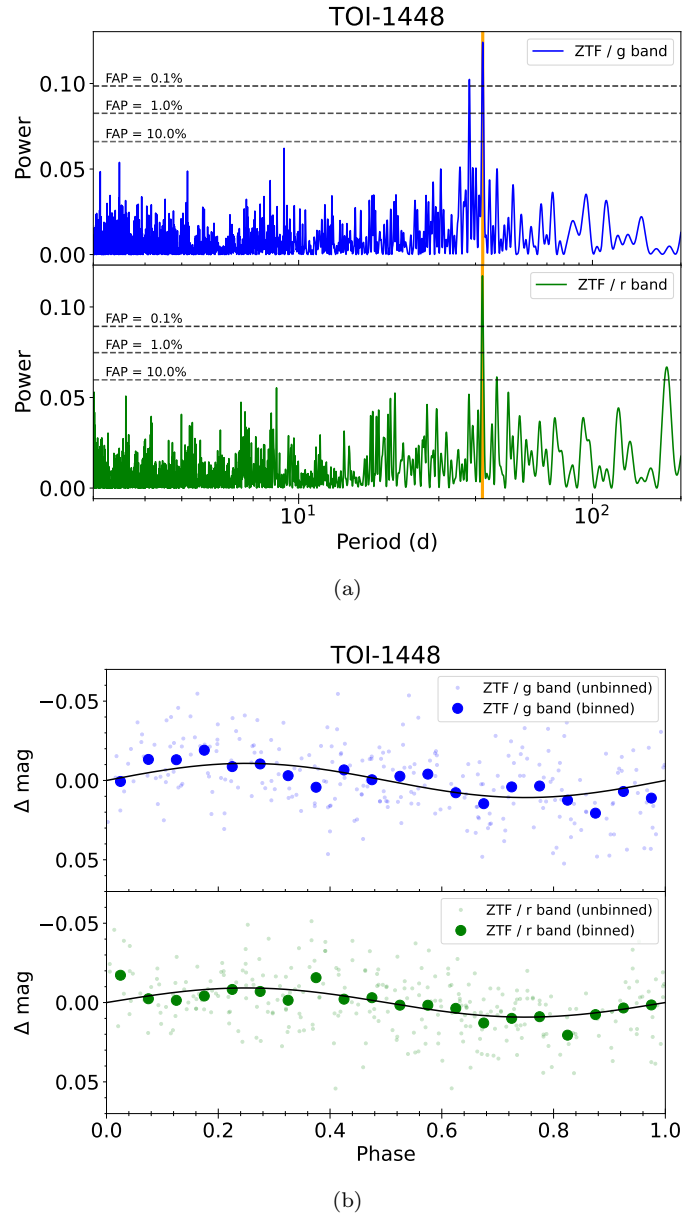 TOI-1448
ZTF / g band
FAP = 0.1%
FAP = 1.0%
FAP = 10.0%
Power
0.10
0.05
0.00
ZTF / r band
FAP = 0.1%
FAP = 1.0%
FAP = 10.0%
Power
0.10
0.05
0.00
10¹
10²
Period (d)
(a)
TOI-1448
ZTF / g band (unbinned)
ZTF / g band (binned)
Δ mag
−0.05
0.00
0.05
ZTF / r band (unbinned)
ZTF / r band (binned)
Δ mag
−0.05
0.00
0.05
0.0 0.2 0.4 0.6 0.8 1.0
Phase
(b)